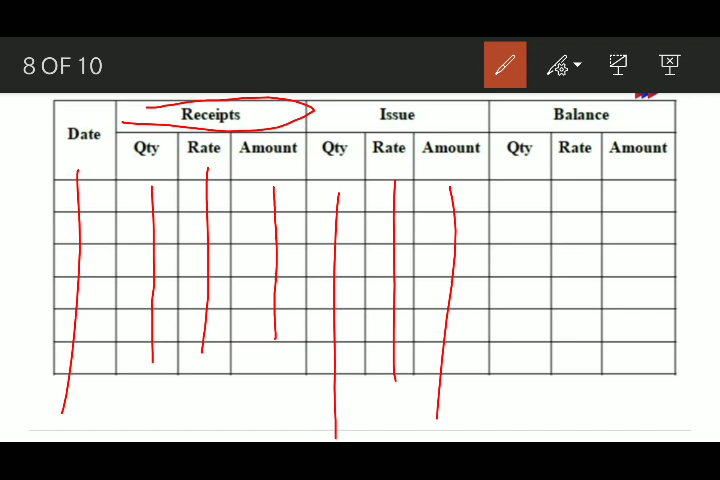 8 OF 10
Date Receipts Issue Balance
Qty Rate Amount Qty Rate Amount Qty Rate Amount